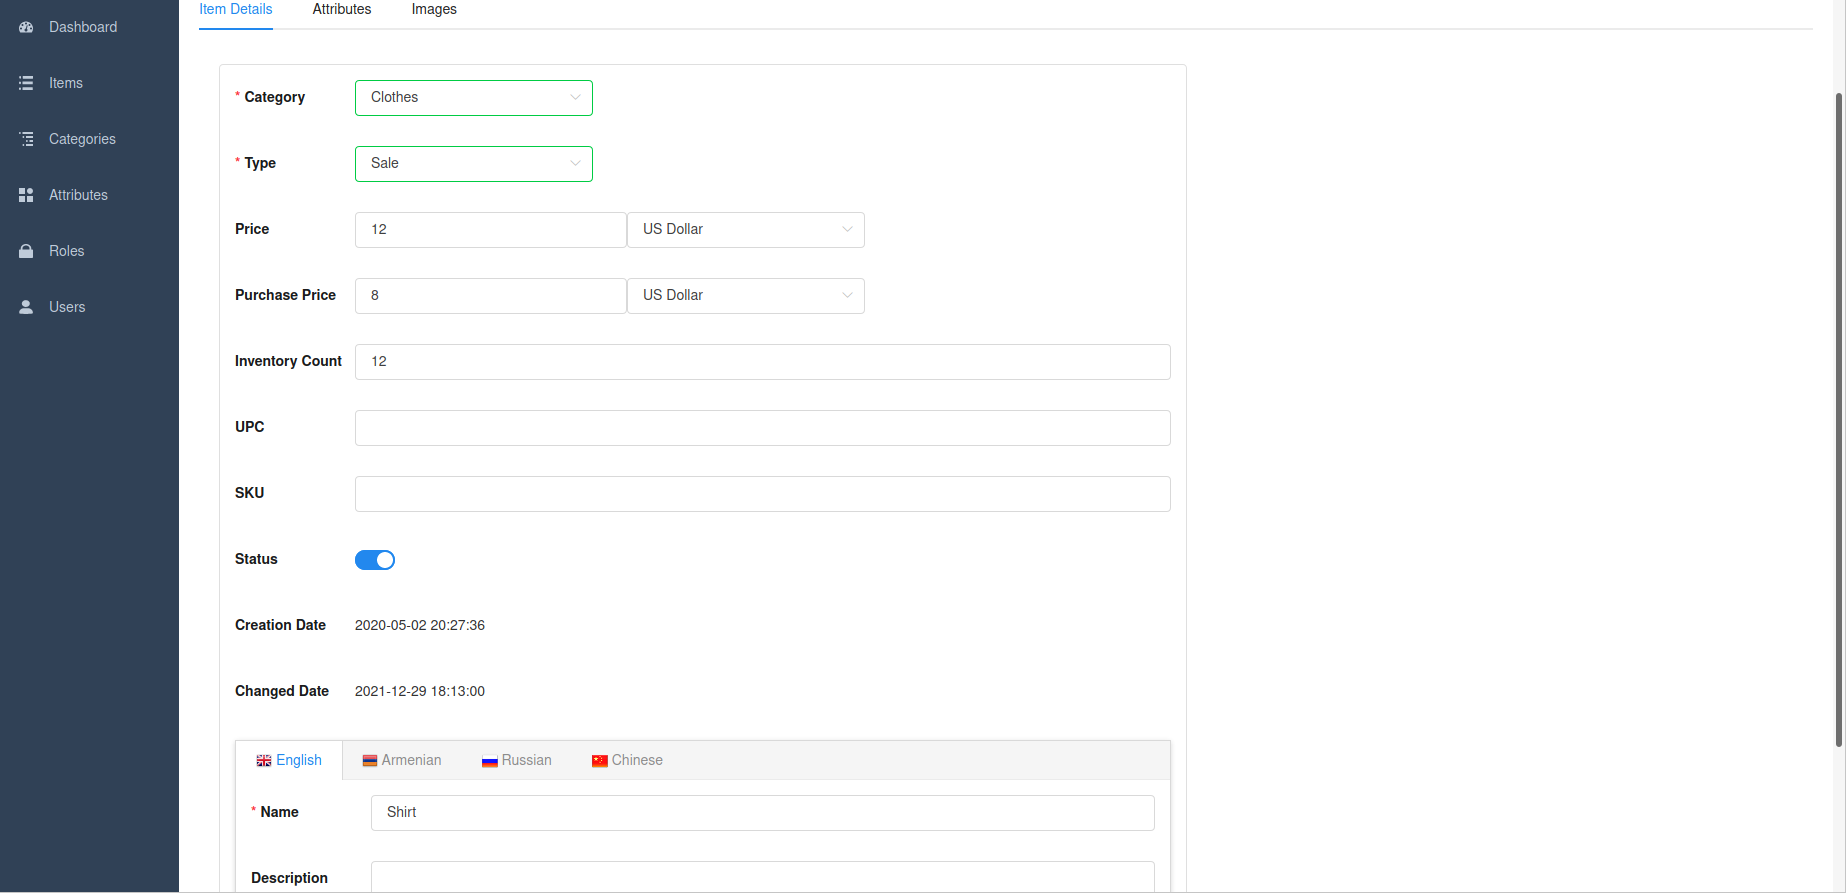 Dashboard
Items
Categories
Attributes
Roles
Users
Item Details Attributes Images
* Category Clothes
* Type Sale
Price 12 US Dollar
Purchase Price 8 US Dollar
Inventory Count 12
UPC
SKU
Status
Creation Date 2020-05-02 20:27:36
Changed Date 2021-12-29 18:13:00
English Armenian Russian Chinese
* Name Shirt
Description